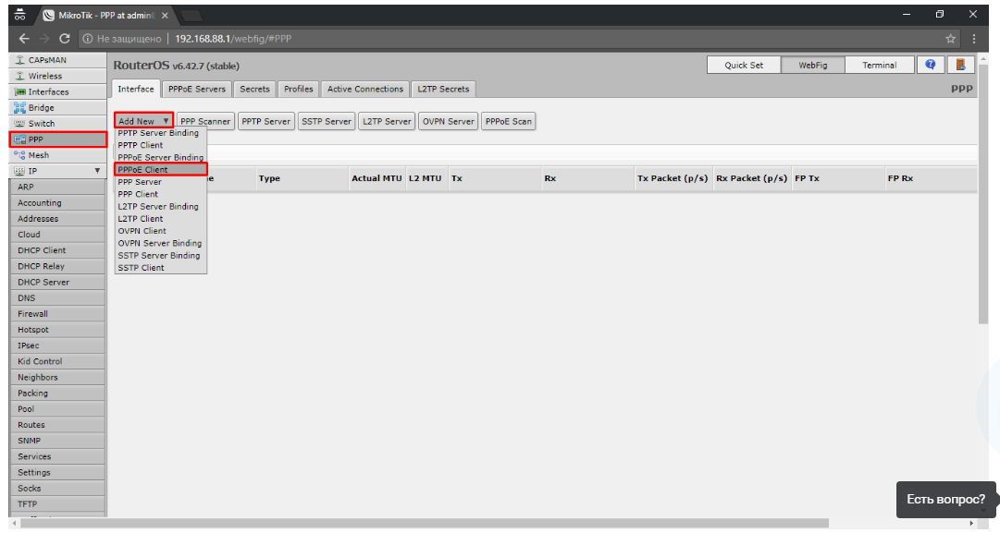 MikroTik - PPP at admin
Не защищено | 192.168.88.1/webfig/#PPP
CAPsMAN
Wireless
Interfaces
Bridge
Switch
PPP
Mesh
IP
ARP
Accounting
Addresses
Cloud
DHCP Client
DHCP Relay
DHCP Server
DNS
Firewall
Hotspot
IPsec
Kid Control
Neighbors
Packing
Pool
Routes
SNMP
Services
Settings
Socks
TFTP
RouterOS v6.42.7 (stable)
Quick Set WebFig Terminal
Interface PPPoE Servers Secrets Profiles Active Connections L2TP Secrets PPP
Add New PPP Scanner PPTP Server SSTP Server L2TP Server OVPN Server PPPoE Scan
PPTP Server Binding
PPTP Client
PPPoE Server Binding
PPPoE Client
PPP Server
PPP Client
L2TP Server Binding
L2TP Client
OVPN Client
OVPN Server Binding
SSTP Server Binding
SSTP Client
Type Actual MTU L2 MTU Tx Rx Tx Packet (p/s) Rx Packet (p/s) FP Tx FP Rx
Есть вопрос?